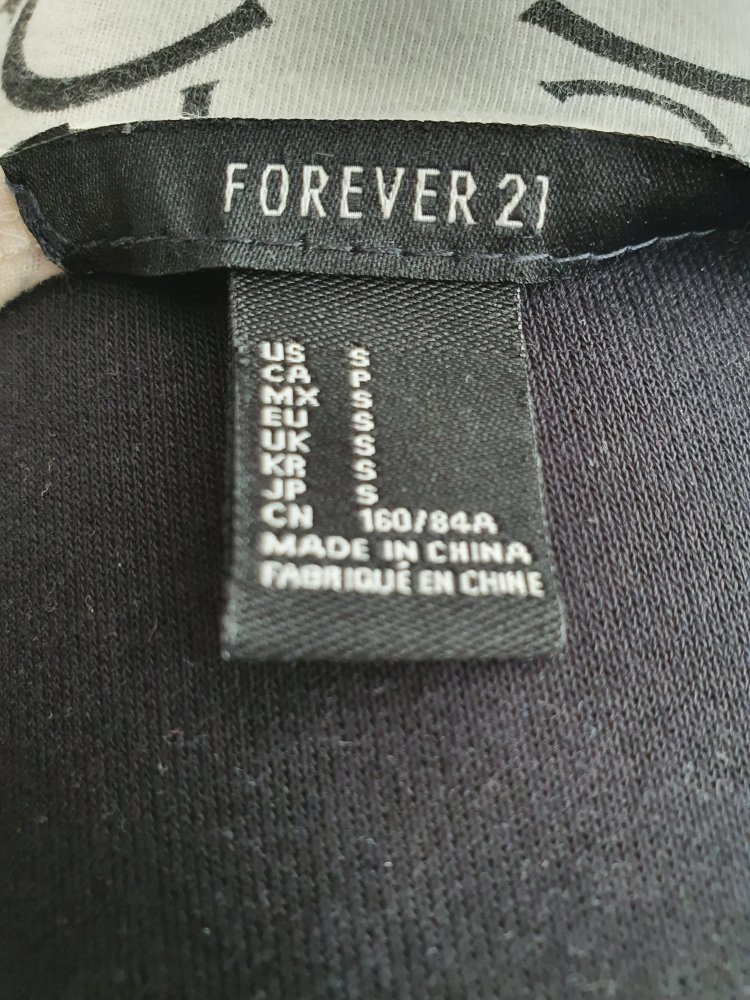 FOREVER 21
US S
CA P
MX S
EU S
UK S
KR S
JP S
CN 160/84A
MADE IN CHINA
FABRIQUÉ EN CHINE